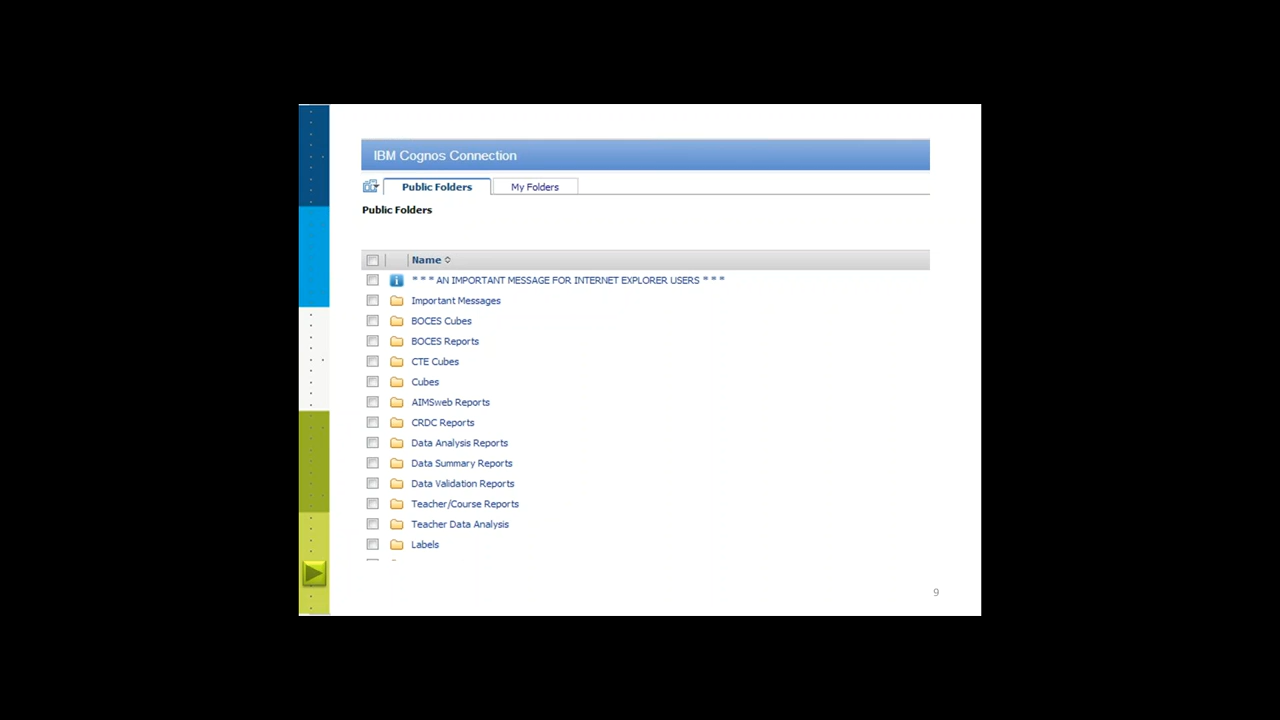 IBM Cognos Connection
Public Folders
My Folders
Public Folders
Name
* * * AN IMPORTANT MESSAGE FOR INTERNET EXPLORER USERS * * *
Important Messages
BOCES Cubes
BOCES Reports
CTE Cubes
Cubes
AIMSweb Reports
CRDC Reports
Data Analysis Reports
Data Summary Reports
Data Validation Reports
Teacher/Course Reports
Teacher Data Analysis
Labels
9